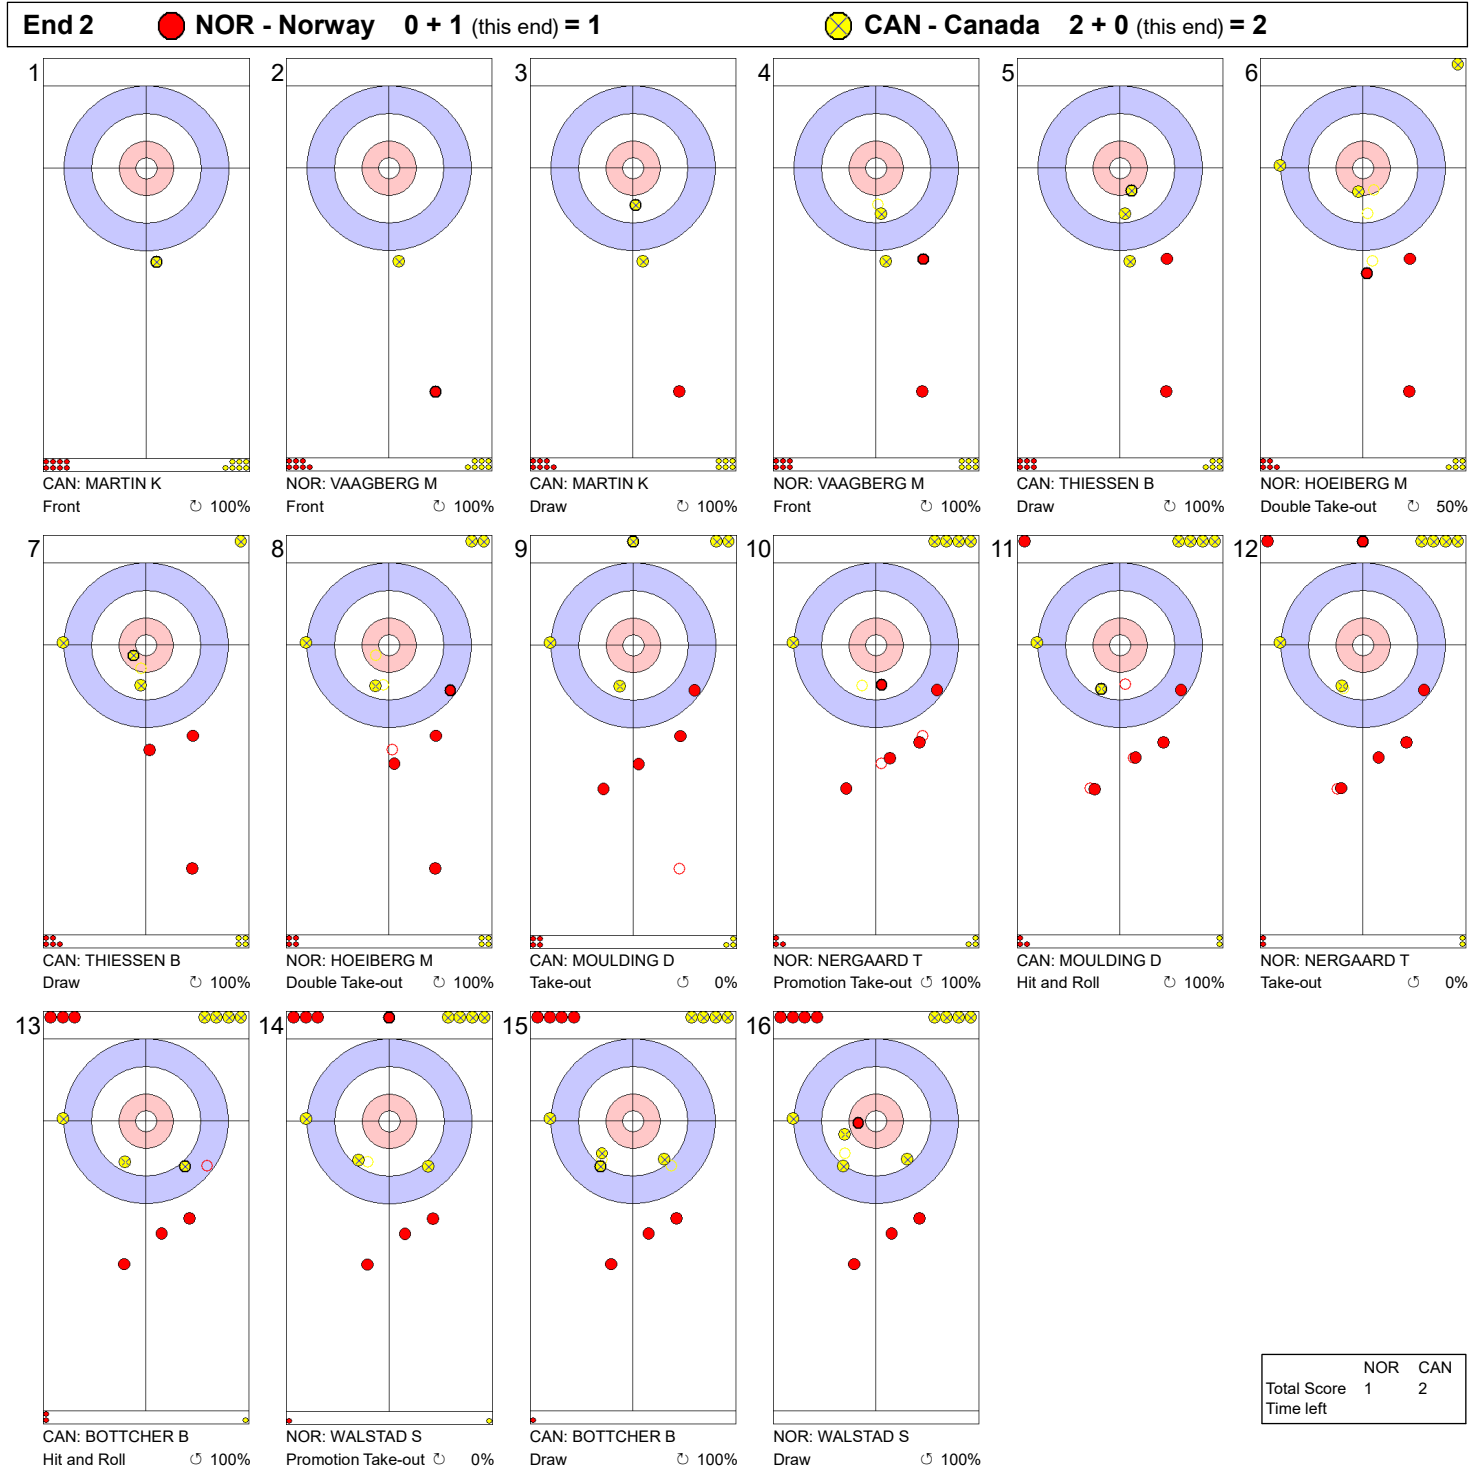 End 2 NOR - Norway 0 + 1 (this end) = 1 CAN - Canada 2 + 0 (this end) = 2
1 2 3 4 5 6
CAN: MARTIN K NOR: VAAGBERG M CAN: MARTIN K NOR: VAAGBERG M CAN: THIESSEN B NOR: HOEIBERG M
Front ↻ 100% Front ↻ 100% Draw ↻ 100% Front ↻ 100% Draw ↻ 100% Double Take-out ↻ 50%
7 8 9 10 11 12
CAN: THIESSEN B NOR: HOEIBERG M CAN: MOULDING D NOR: NERGAARD T CAN: MOULDING D NOR: NERGAARD T
Draw ↻ 100% Double Take-out ↻ 100% Take-out ↺ 0% Promotion Take-out ↻ 100% Hit and Roll ↺ 100% Take-out ↺ 0%
13 14 15 16
CAN: BOTTCHER B NOR: WALSTAD S CAN: BOTTCHER B NOR: WALSTAD S
Hit and Roll ↺ 100% Promotion Take-out ↻ 0% Draw ↻ 100% Draw ↺ 100%
NOR CAN
Total Score 1 2
Time left